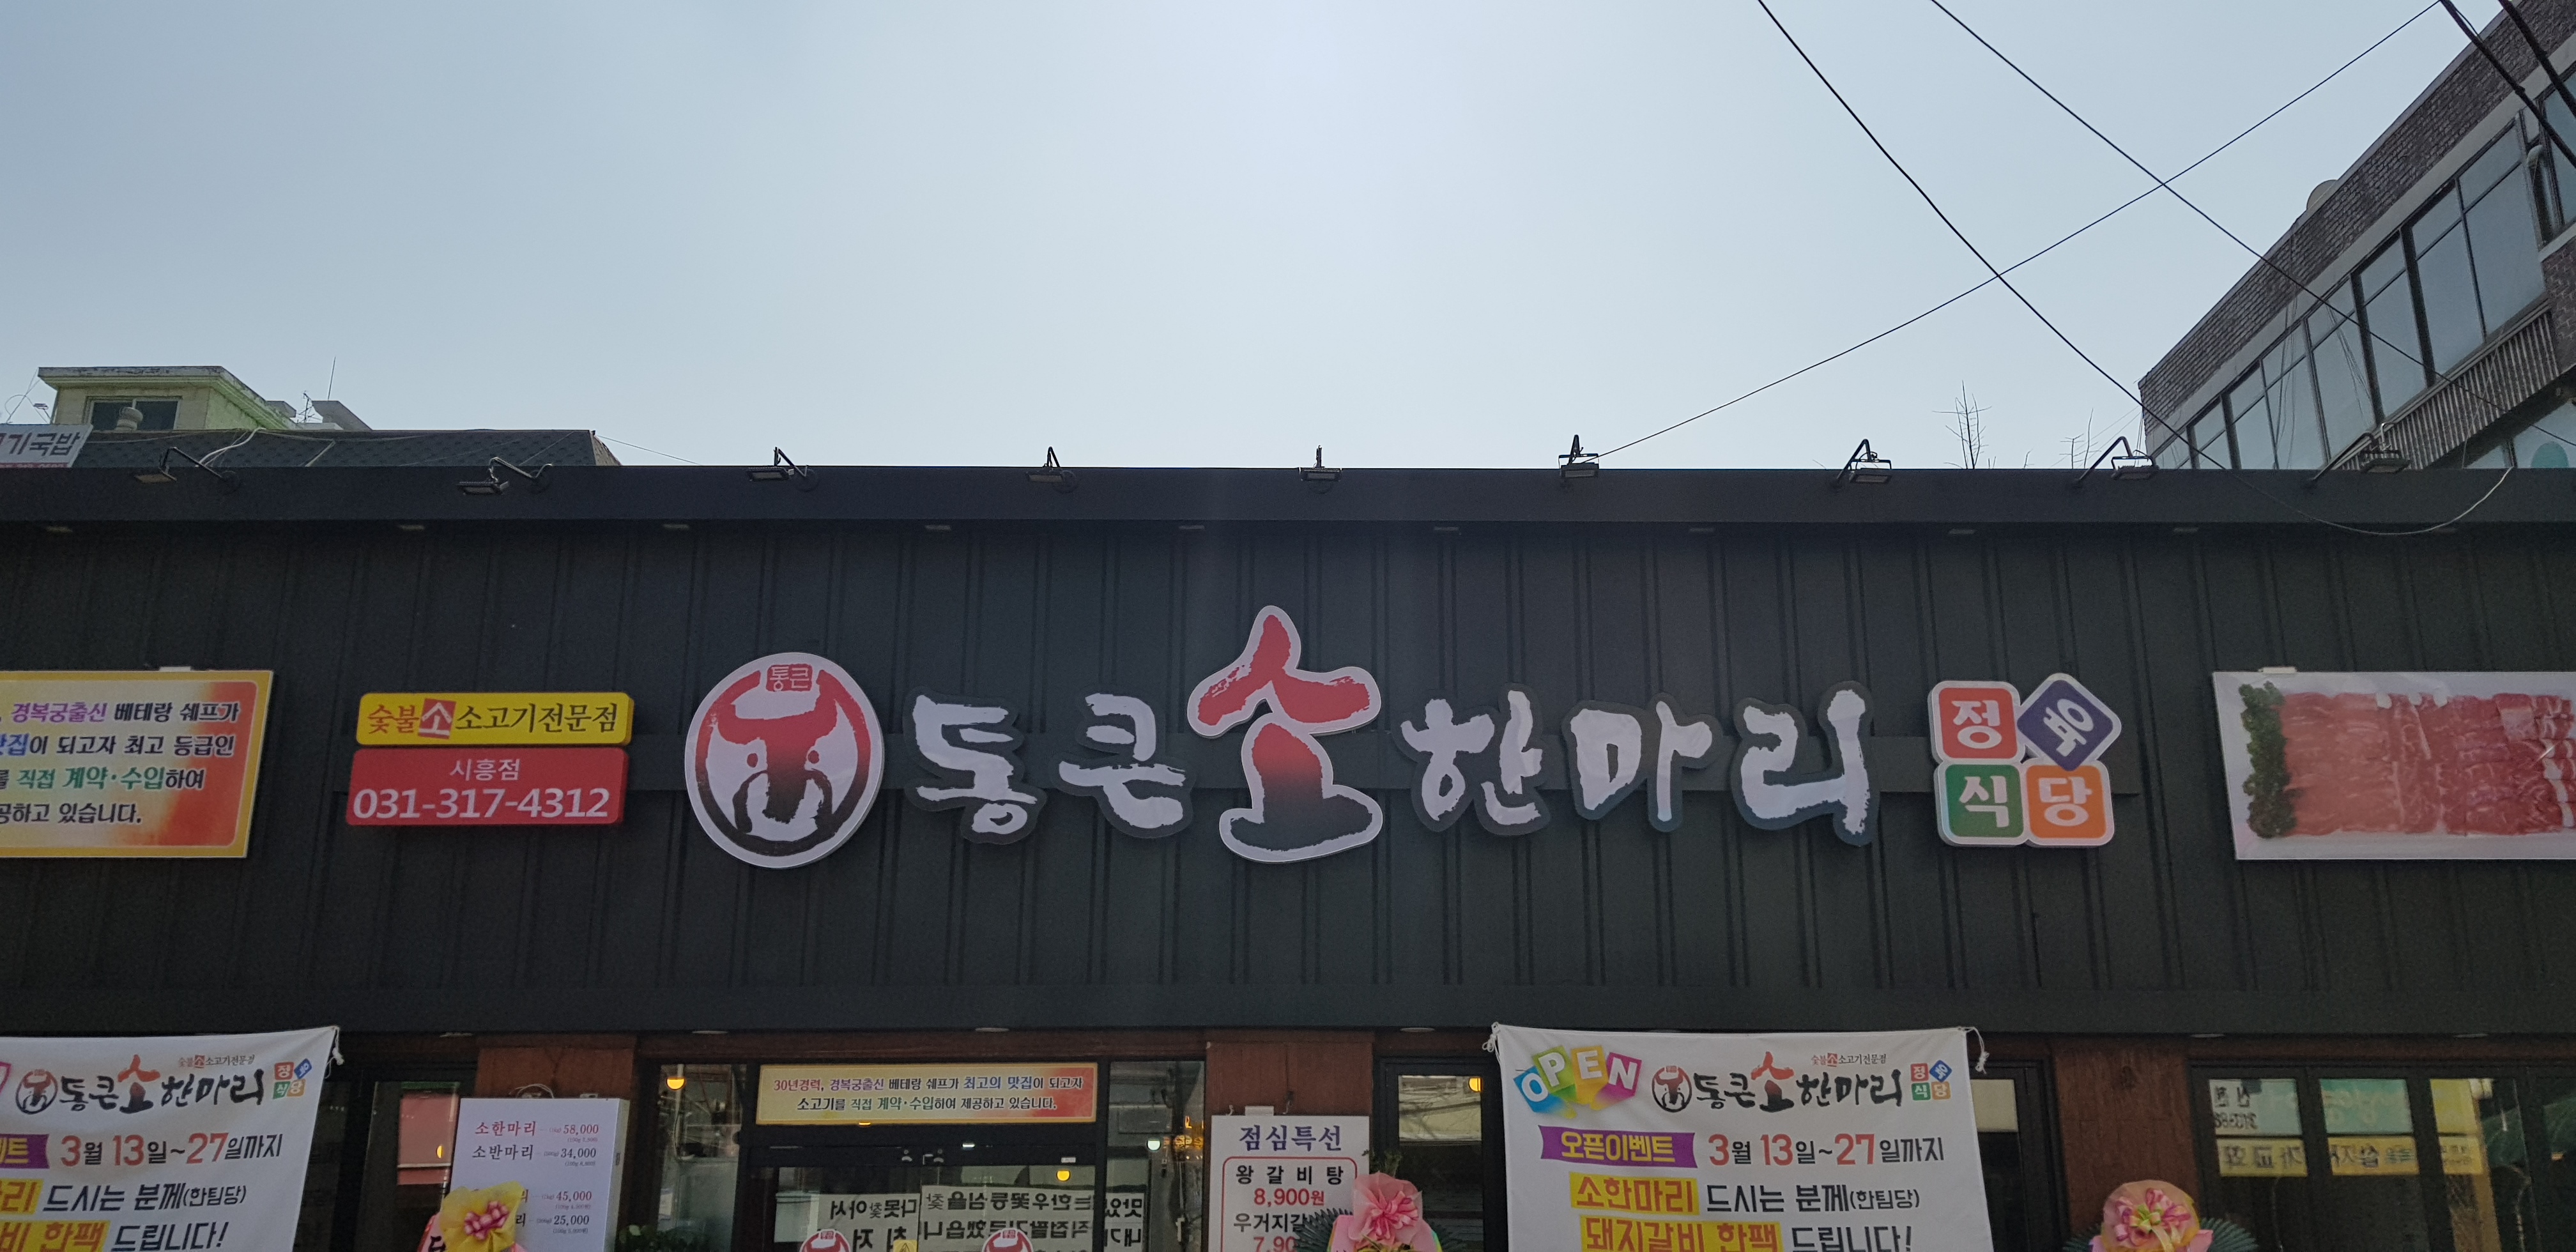 기국밥
경복궁출신 베테랑 쉐프가
맛집이 되고자 최고 등급인
를 직접 계약·수입하여
공하고 있습니다.
숯불소 소고기전문점
시흥점
031-317-4312
통큰
통큰소한마리
정육
식당
숯불소소고기전문점
통큰소한마리 정육식당
3월 13일~27일까지
드시는 분께(한팀당)
한팩 드립니다!
소한마리 58,000
소반마리 34,000
45,000
25,000
30년경력, 경복궁출신 베테랑 쉐프가 최고의 맛집이 되고자
소고기를 직접 계약·수입하여 제공하고 있습니다.
점심특선
왕갈비탕
8,900원
우거지갈
7,90
OPEN
숯불소소고기전문점
통큰소한마리 정육식당
오픈이벤트 3월 13일~27일까지
소한마리 드시는 분께(한팀당)
돼지갈비 한팩 드립니다!